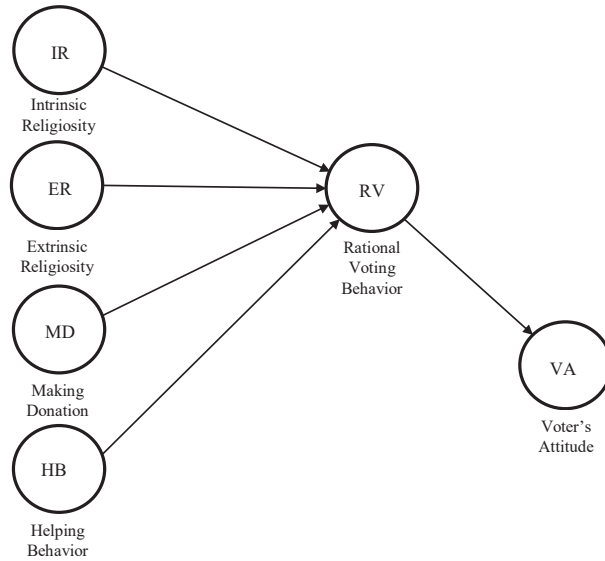 IR
Intrinsic
Religiosity
ER
Extrinsic
Religiosity
MD
Making
Donation
HB
Helping
Behavior
RV
Rational
Voting
Behavior
VA
Voter’s
Attitude